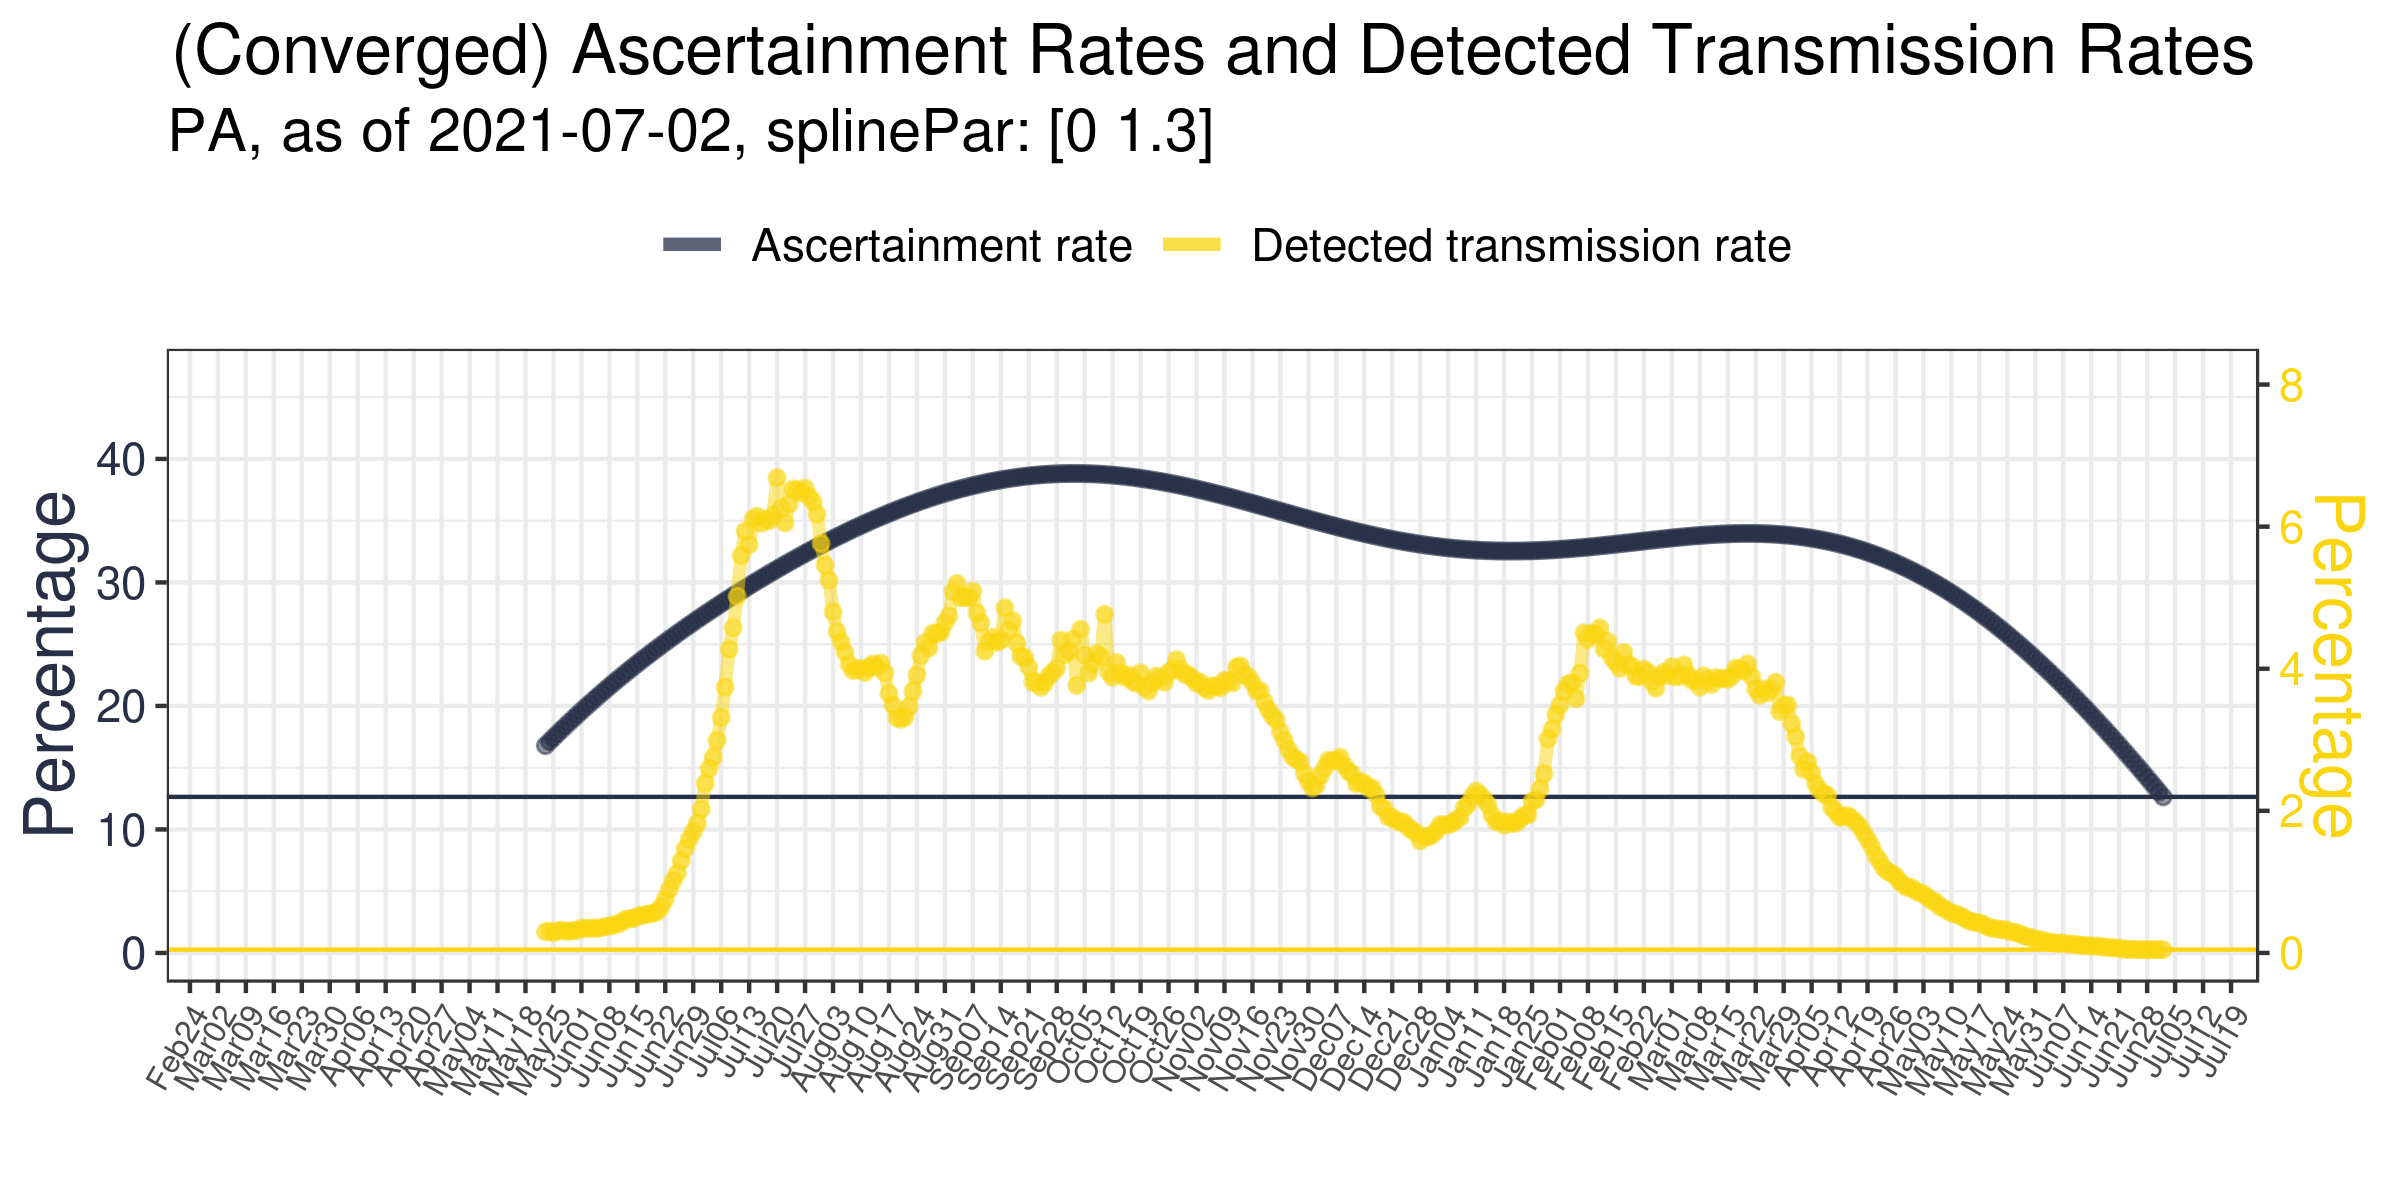 (Converged) Ascertainment Rates and Detected Transmission Rates
PA, as of 2021-07-02, splinePar: [0 1.3]
Ascertainment rate
Detected transmission rate
Percentage
40
30
20
10
0
8
6
4
2
0
Percentage
Feb24
Mar02
Mar09
Mar16
Mar23
Mar30
Apr06
Apr13
Apr20
Apr27
May04
May11
May18
May25
Jun01
Jun08
Jun15
Jun22
Jun29
Jul06
Jul13
Jul20
Jul27
Aug03
Aug10
Aug17
Aug24
Aug31
Sep07
Sep14
Sep21
Sep28
Oct05
Oct12
Oct19
Oct26
Nov02
Nov09
Nov16
Nov23
Nov30
Dec07
Dec14
Dec21
Dec28
Jan04
Jan11
Jan18
Jan25
Feb01
Feb08
Feb15
Feb22
Mar01
Mar08
Mar15
Mar22
Mar29
Apr05
Apr12
Apr19
Apr26
May03
May10
May17
May24
May31
Jun07
Jun14
Jun21
Jun28
Jul05
Jul12
Jul19